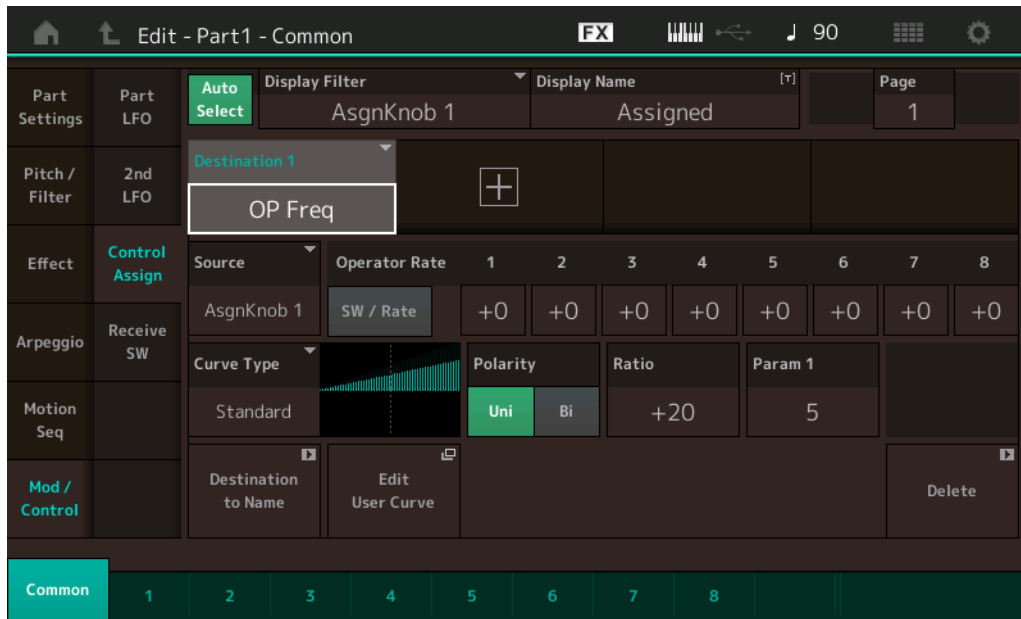 Edit - Part1 - Common
FX
♩ 90
Part
Settings
Part
LFO
Auto
Select
Display Filter
AsgnKnob 1
Display Name
[T]
Assigned
Page
1
Pitch /
Filter
2nd
LFO
Destination 1
OP Freq
Effect
Control
Assign
Source
AsgnKnob 1
Operator Rate 1 2 3 4 5 6 7 8
SW / Rate +0 +0 +0 +0 +0 +0 +0 +0
Arpeggio
Receive
SW
Curve Type
Standard
Polarity
Uni Bi
Ratio
+20
Param 1
5
Motion
Seq
Mod /
Control
Destination
to Name
Edit
User Curve
Delete
Common 1 2 3 4 5 6 7 8